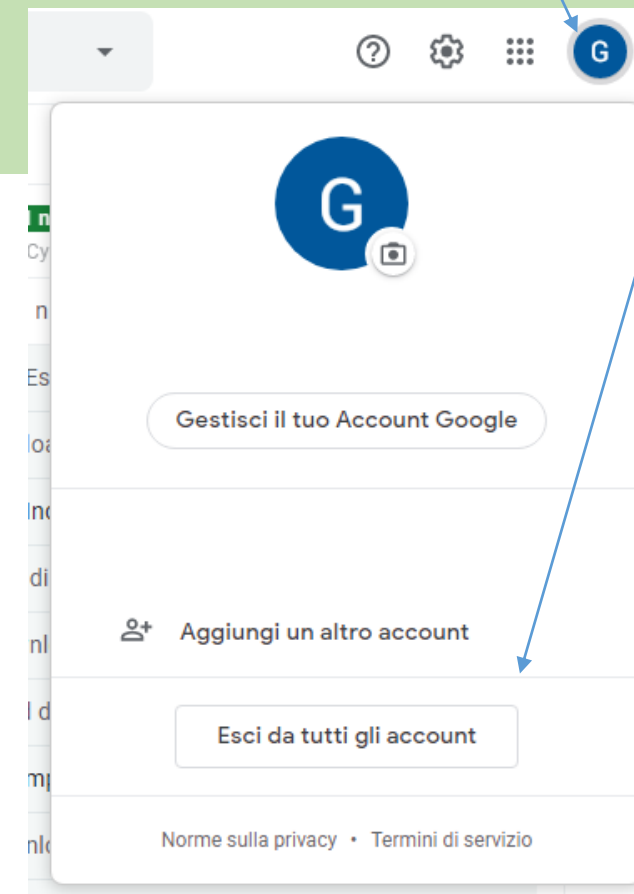 G
G
Gestisci il tuo Account Google
Aggiungi un altro account
Esci da tutti gli account
Norme sulla privacy • Termini di servizio